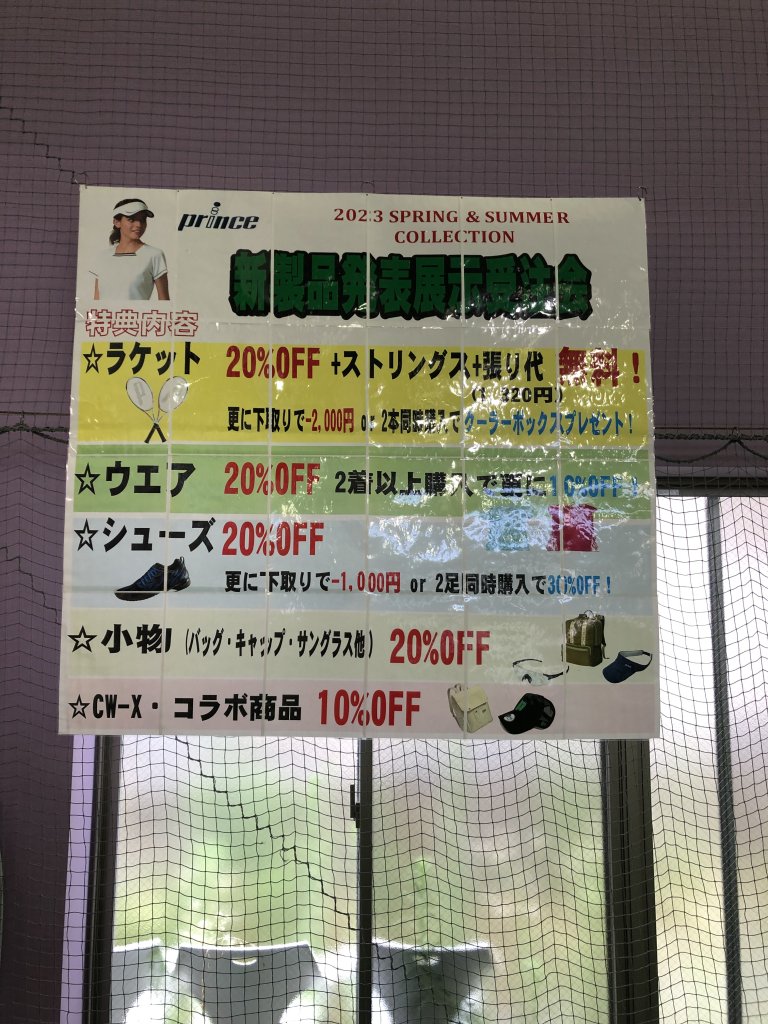 prince
2023 SPRING & SUMMER
COLLECTION
新製品発表展示受注会
特典内容
☆ラケット 20%OFF +ストリングス+張り代 無料！
更に下取りで-2,000円 or 2本同時購入でクーラーボックスプレゼント！
☆ウエア 20%OFF 2着以上購入で更に10%OFF！
☆シューズ 20%OFF
更に下取りで-1,000円 or 2足同時購入で30%OFF！
☆小物 (バッグ・キャップ・サングラス他) 20%OFF
☆CW-X・コラボ商品 10%OFF